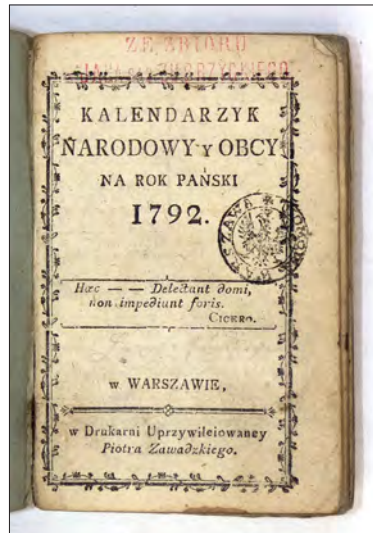 ZE ZBIORU
KALENDARZYK
NARODOWY Y OBCY
NA ROK PAŃSKI
1792.
Hæc — — Delectant domi,
non impediunt foris.
CICERO.
w WARSZAWIE,
w Drukarni Uprzywileiowaney
Piotra Zawadzkiego.